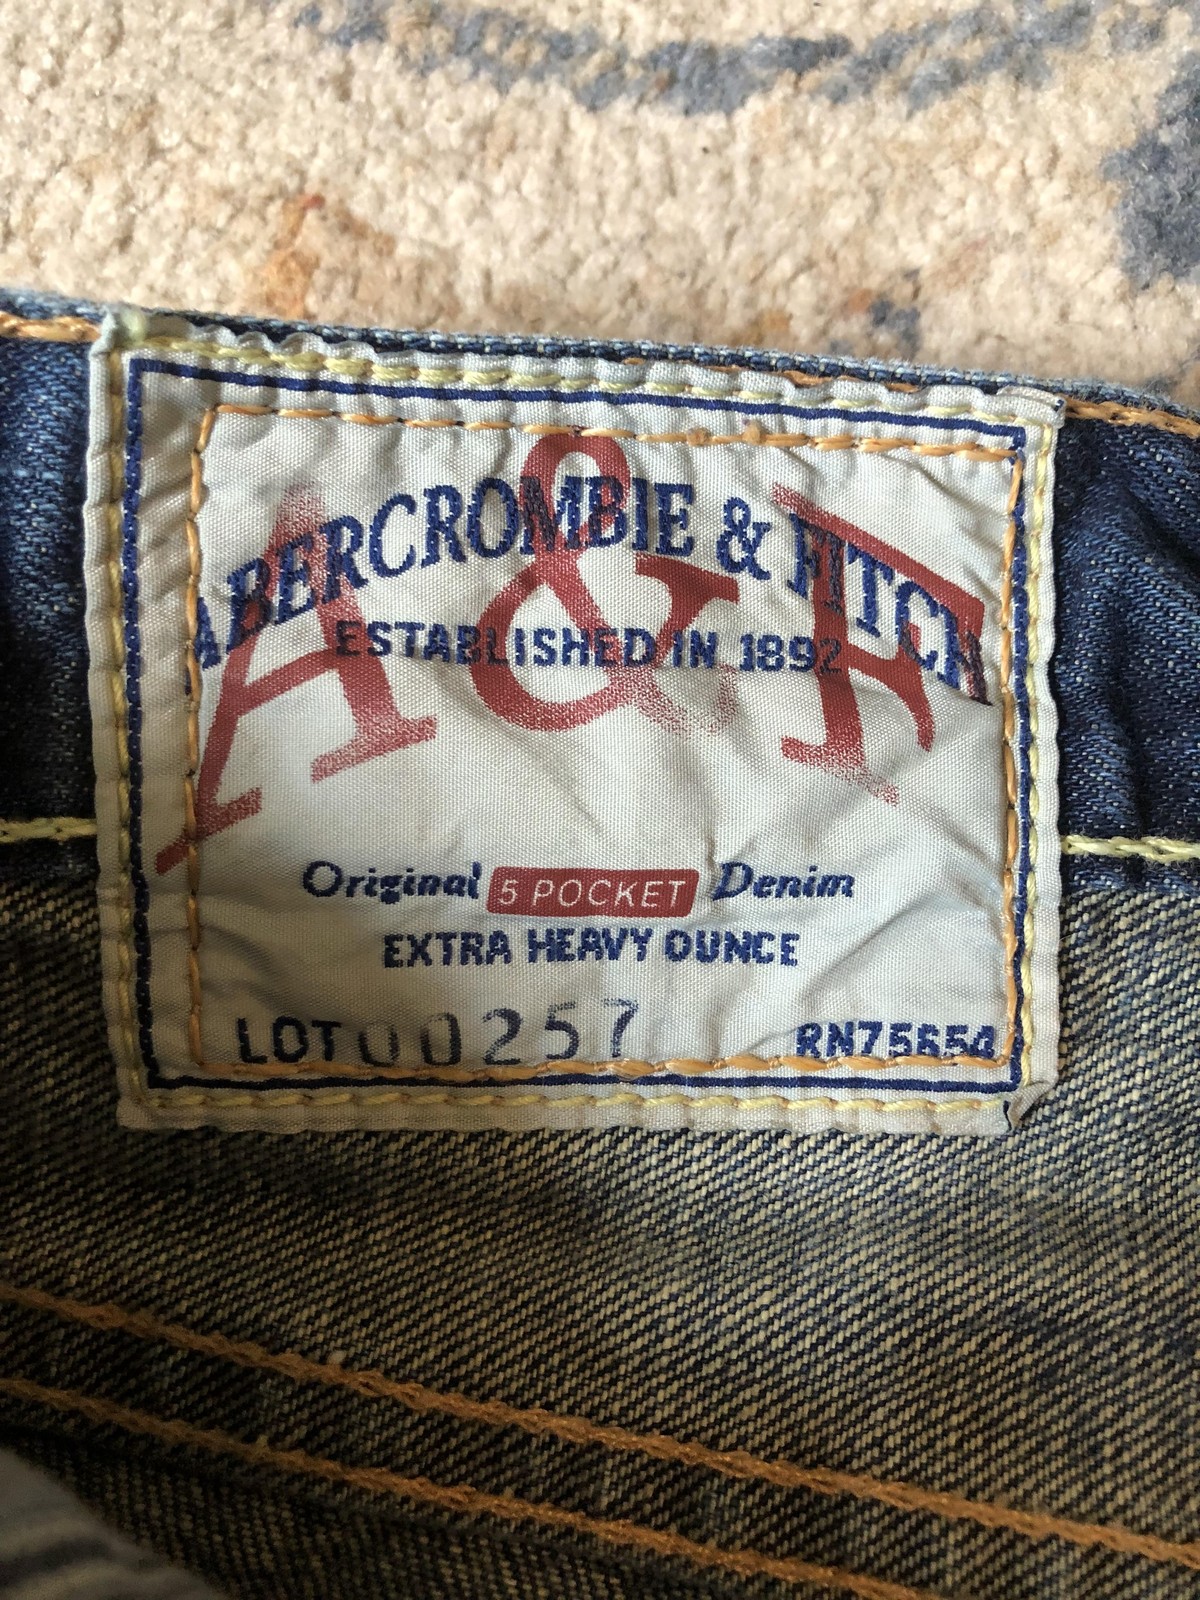 A & F
ABERCROMBIE & FITCH
ESTABLISHED IN 1892
Original 5 POCKET Denim
EXTRA HEAVY OUNCE
LOT 00257 RN75654